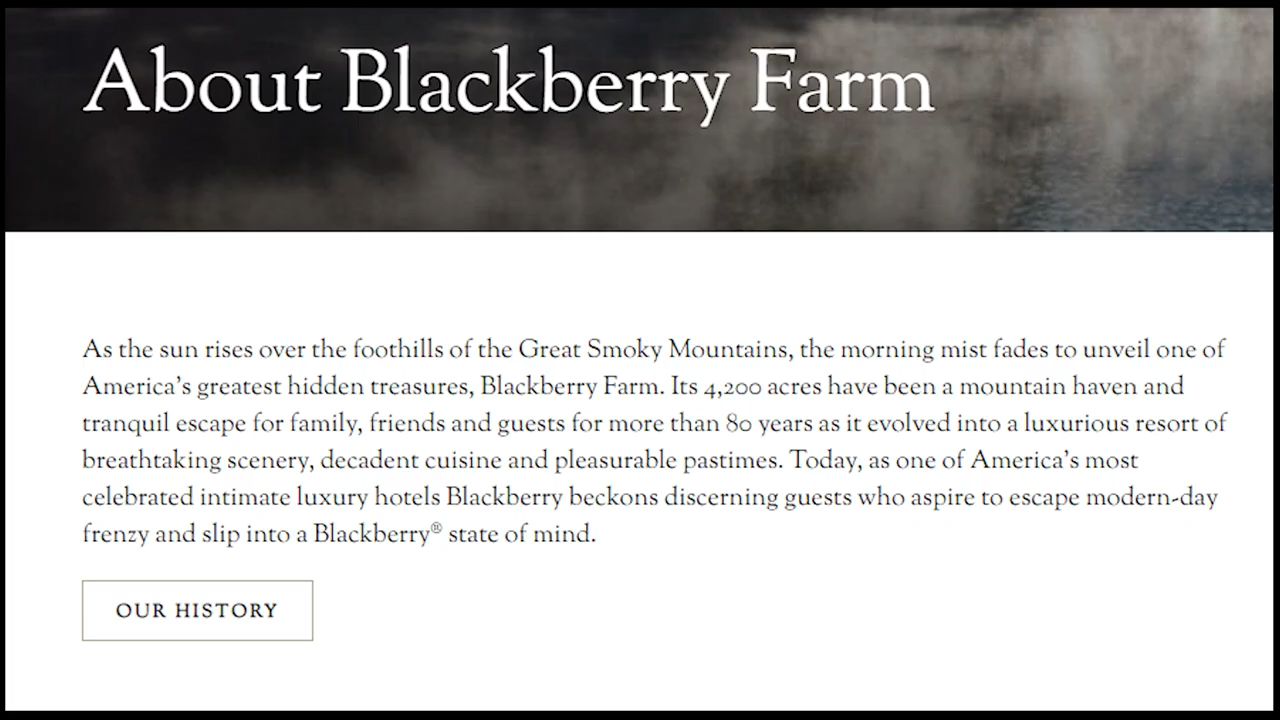 About Blackberry Farm
As the sun rises over the foothills of the Great Smoky Mountains, the morning mist fades to unveil one of
America’s greatest hidden treasures, Blackberry Farm. Its 4,200 acres have been a mountain haven and
tranquil escape for family, friends and guests for more than 80 years as it evolved into a luxurious resort of
breathtaking scenery, decadent cuisine and pleasurable pastimes. Today, as one of America’s most
celebrated intimate luxury hotels Blackberry beckons discerning guests who aspire to escape modern-day
frenzy and slip into a Blackberry® state of mind.
OUR HISTORY